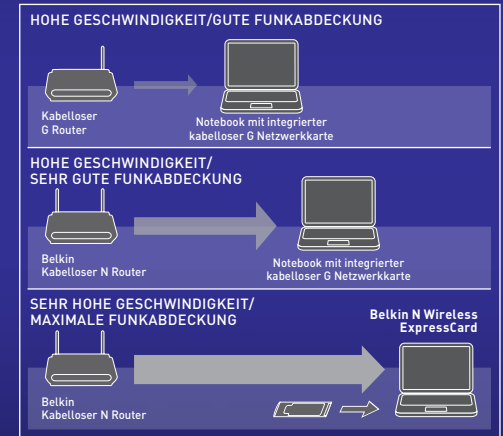 HOHE GESCHWINDIGKEIT/GUTE FUNKABDECKUNG
Kabelloser
G Router
Notebook mit integrierter
kabelloser G Netzwerkkarte
HOHE GESCHWINDIGKEIT/
SEHR GUTE FUNKABDECKUNG
Belkin
Kabelloser N Router
Notebook mit integrierter
kabelloser G Netzwerkkarte
SEHR HOHE GESCHWINDIGKEIT/
MAXIMALE FUNKABDECKUNG
Belkin N Wireless
ExpressCard
Belkin
Kabelloser N Router